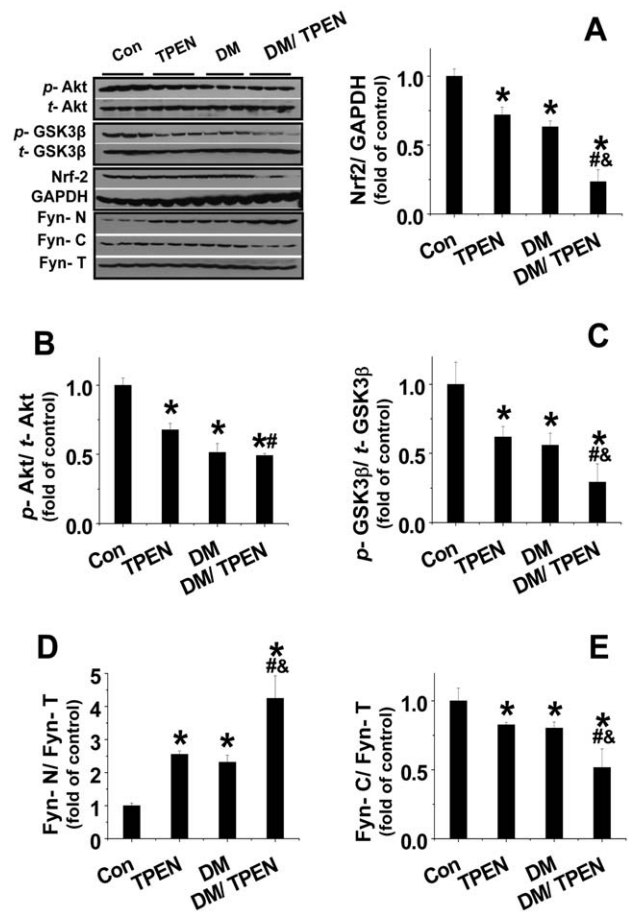 Con TPEN DM DM/ TPEN
p- Akt
t- Akt
p- GSK3β
t- GSK3β
Nrf-2
GAPDH
Fyn- N
Fyn- C
Fyn- T
A
Nrf2/ GAPDH
(fold of control)
1.0
0.5
0.0
*
*
*
#&
Con TPEN DM DM/ TPEN
B
p- Akt/ t- Akt
(fold of control)
1.0
0.5
0.0
*
*
*#
Con TPEN DM DM/ TPEN
C
p- GSK3β/ t- GSK3β
(fold of control)
1.0
0.5
0.0
*
*
*
#&
Con TPEN DM DM/ TPEN
D
Fyn- N/ Fyn- T
(fold of control)
5
4
3
2
1
0
*
*
*
#&
Con TPEN DM DM/ TPEN
E
Fyn- C/ Fyn- T
(fold of control)
1.0
0.5
0.0
*
*
*
#&
Con TPEN DM DM/ TPEN